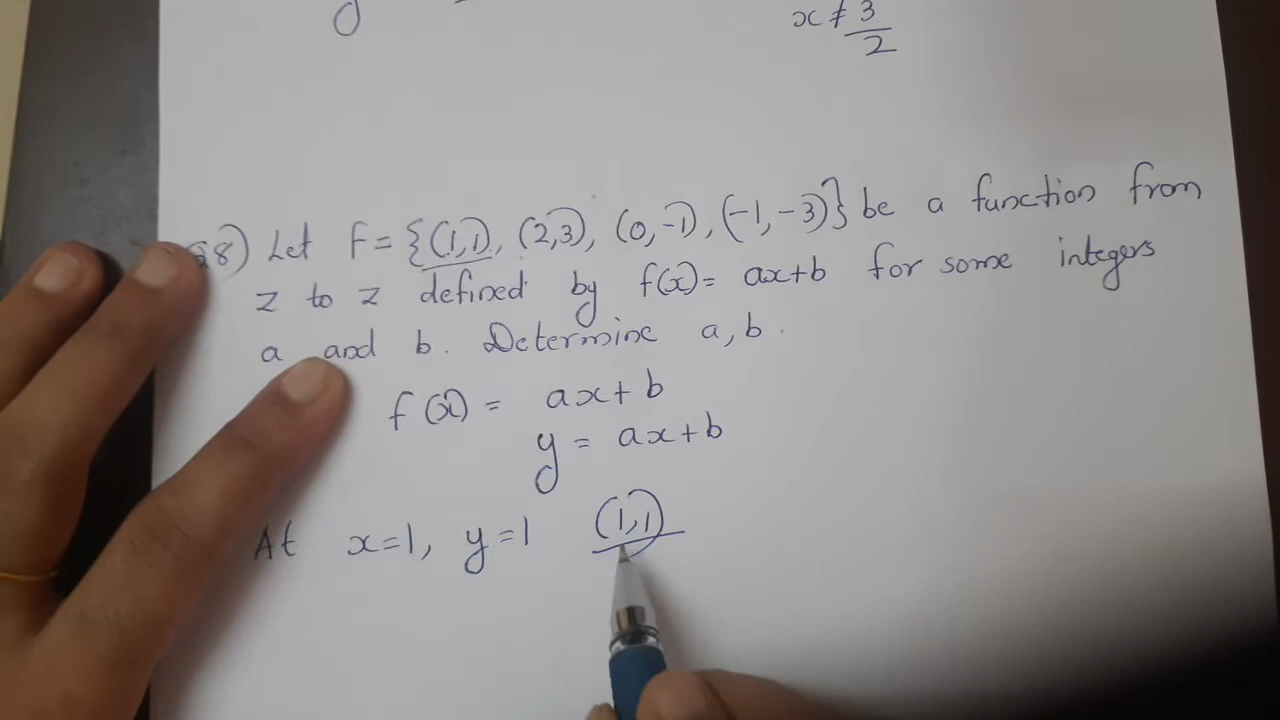 y
x ≠ 3/2
Q8) Let F = {(1,1), (2,3), (0,-1), (-1,-3)} be a function from
Z to Z defined by f(x) = ax+b for some integers
a and b. Determine a, b.
f(x) = ax+b
y = ax+b
At x=1, y=1 (1,1)